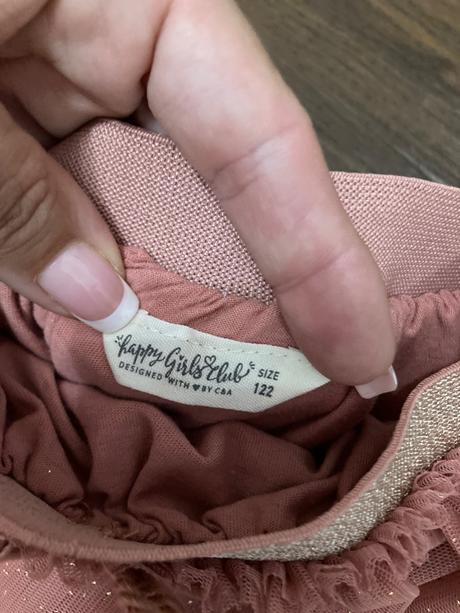 happy Girls club
DESIGNED WITH ♥ BY C&A
SIZE
122